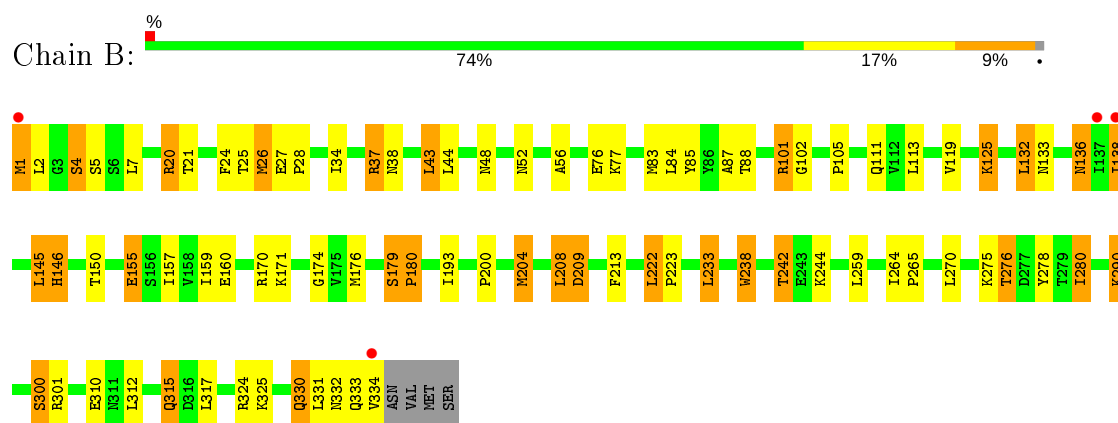 %
Chain B:
74% 17% 9% •
M1 L2 G3 S4 S5 S6 L7 R20 T21 F24 T25 M26 E27 P28 I34 R37 N38 L43 L44 N48 N52 A56 E76 K77 M83 L84 Y85 Y86 A87 T88 R101 G102 P105 Q111 V112 L113 V119 K125 L132 N133 N136 I137 I138
L145 H146 T150 E155 S156 I157 V158 I159 E160 R170 K171 G174 V175 M176 S179 P180 I193 P200 M204 L208 D209 F213 L222 P223 L233 W238 T242 E243 K244 L259 I264 P265 L270 K275 T276 D277 Y278 T279 I280 K290
S300 R301 E310 N311 L312 Q315 D316 L317 R324 K325 Q330 L331 N332 Q333 V334 ASN VAL MET SER